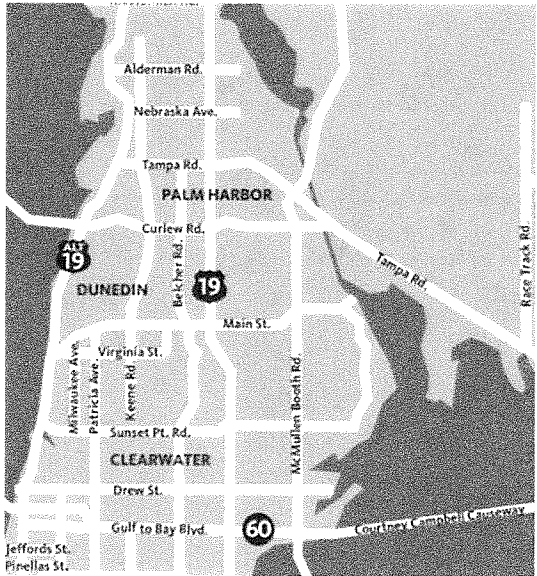 Alderman Rd.
Nebraska Ave.
Tampa Rd.
PALM HARBOR
Curlew Rd.
ALT
19
Belcher Rd.
19
Tampa Rd.
Race Track Rd.
DUNEDIN
Main St.
Virginia St.
Milwaukee Ave.
Patricia Ave.
Keene Rd
McMullen Booth Rd.
Sunset Pt. Rd.
CLEARWATER
Drew St.
Gulf to Bay Blvd.
60
Courtney Campbell Causeway
Jeffords St.
Pinellas St.